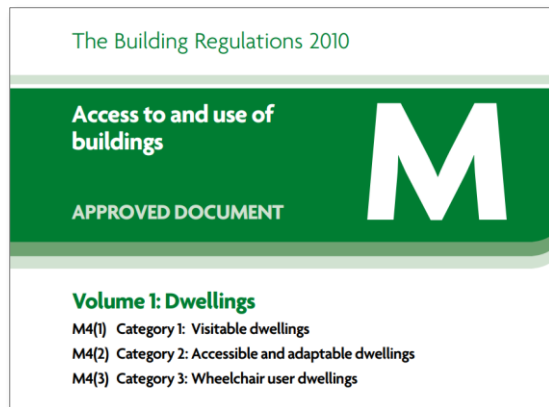 The Building Regulations 2010
Access to and use of
buildings
M
APPROVED DOCUMENT
Volume 1: Dwellings
M4(1) Category 1: Visitable dwellings
M4(2) Category 2: Accessible and adaptable dwellings
M4(3) Category 3: Wheelchair user dwellings